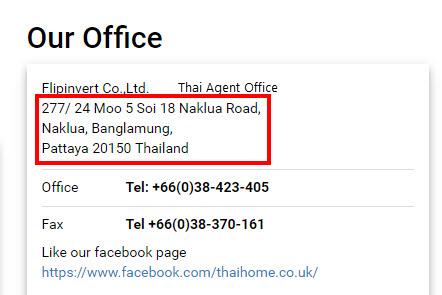 Our Office
Flipinvert Co.,Ltd. Thai Agent Office
277/ 24 Moo 5 Soi 18 Naklua Road,
Naklua, Banglamung,
Pattaya 20150 Thailand
Office Tel: +66(0)38-423-405
Fax Tel +66(0)38-370-161
Like our facebook page
https://www.facebook.com/thaihome.co.uk/